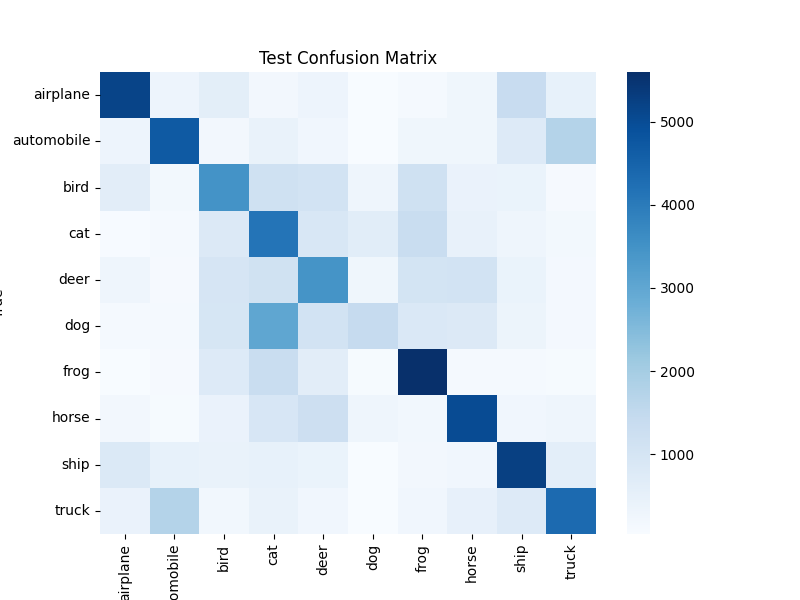 Test Confusion Matrix
airplane
automobile
bird
cat
deer
dog
frog
horse
ship
truck
airplane
omobile
bird
cat
deer
dog
frog
horse
ship
truck
5000
4000
3000
2000
1000